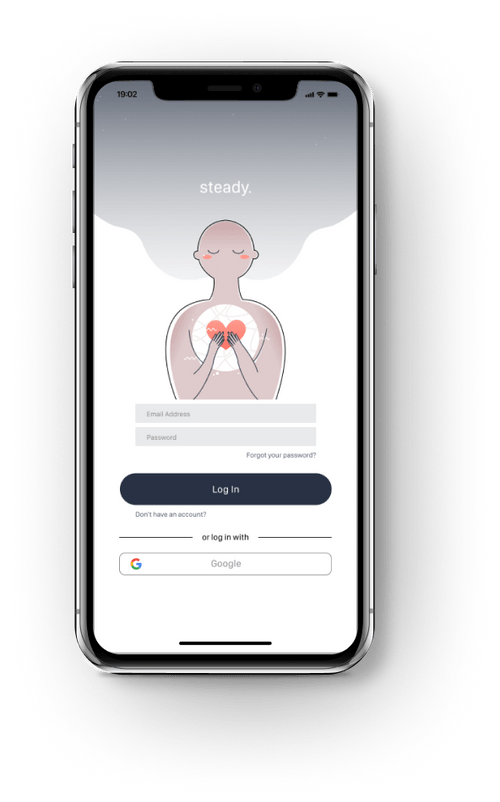 19:02
steady.
Email Address
Password
Forgot your password?
Log In
Don't have an account?
or log in with
Google